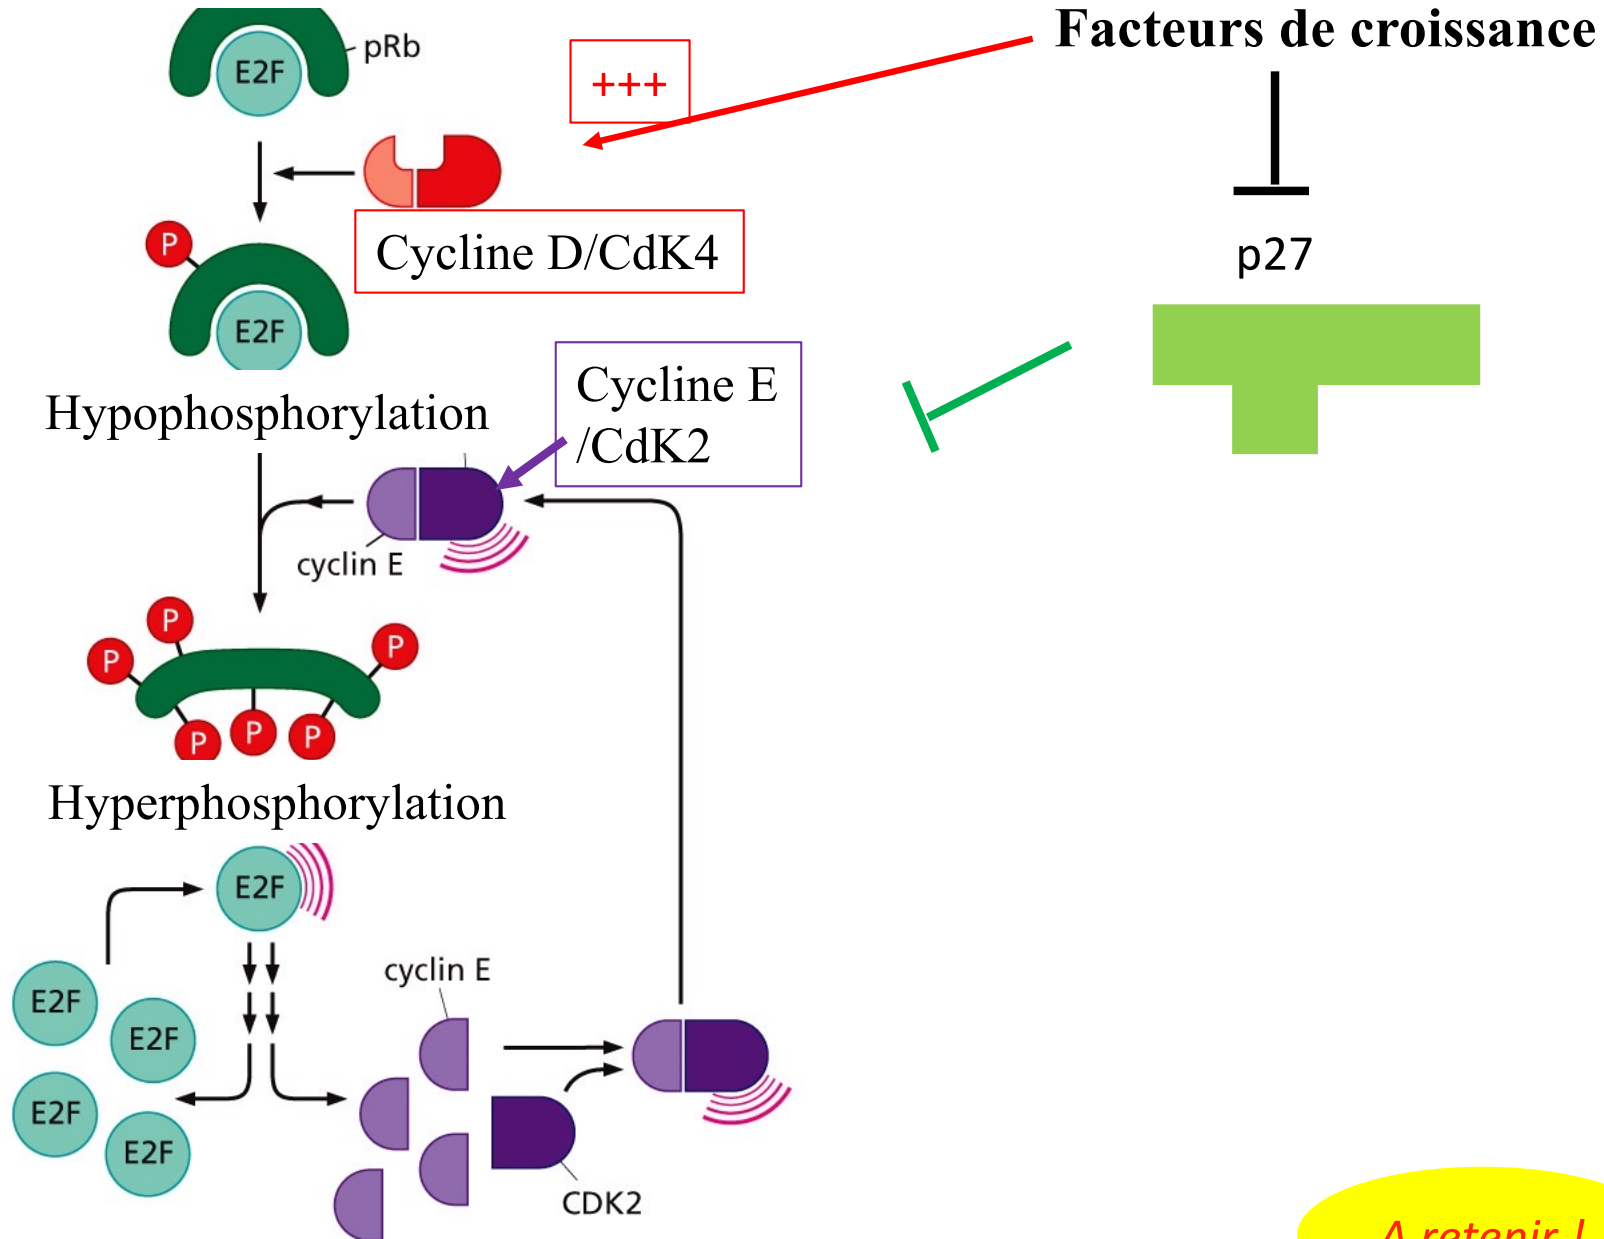 Facteurs de croissance
pRb
E2F
+++
P
Cycline D/CdK4
p27
E2F
Cycline E
/CdK2
Hypophosphorylation
cyclin E
P
P
P
P
P
P
Hyperphosphorylation
E2F
cyclin E
E2F
E2F
E2F
E2F
CDK2
A retenir !